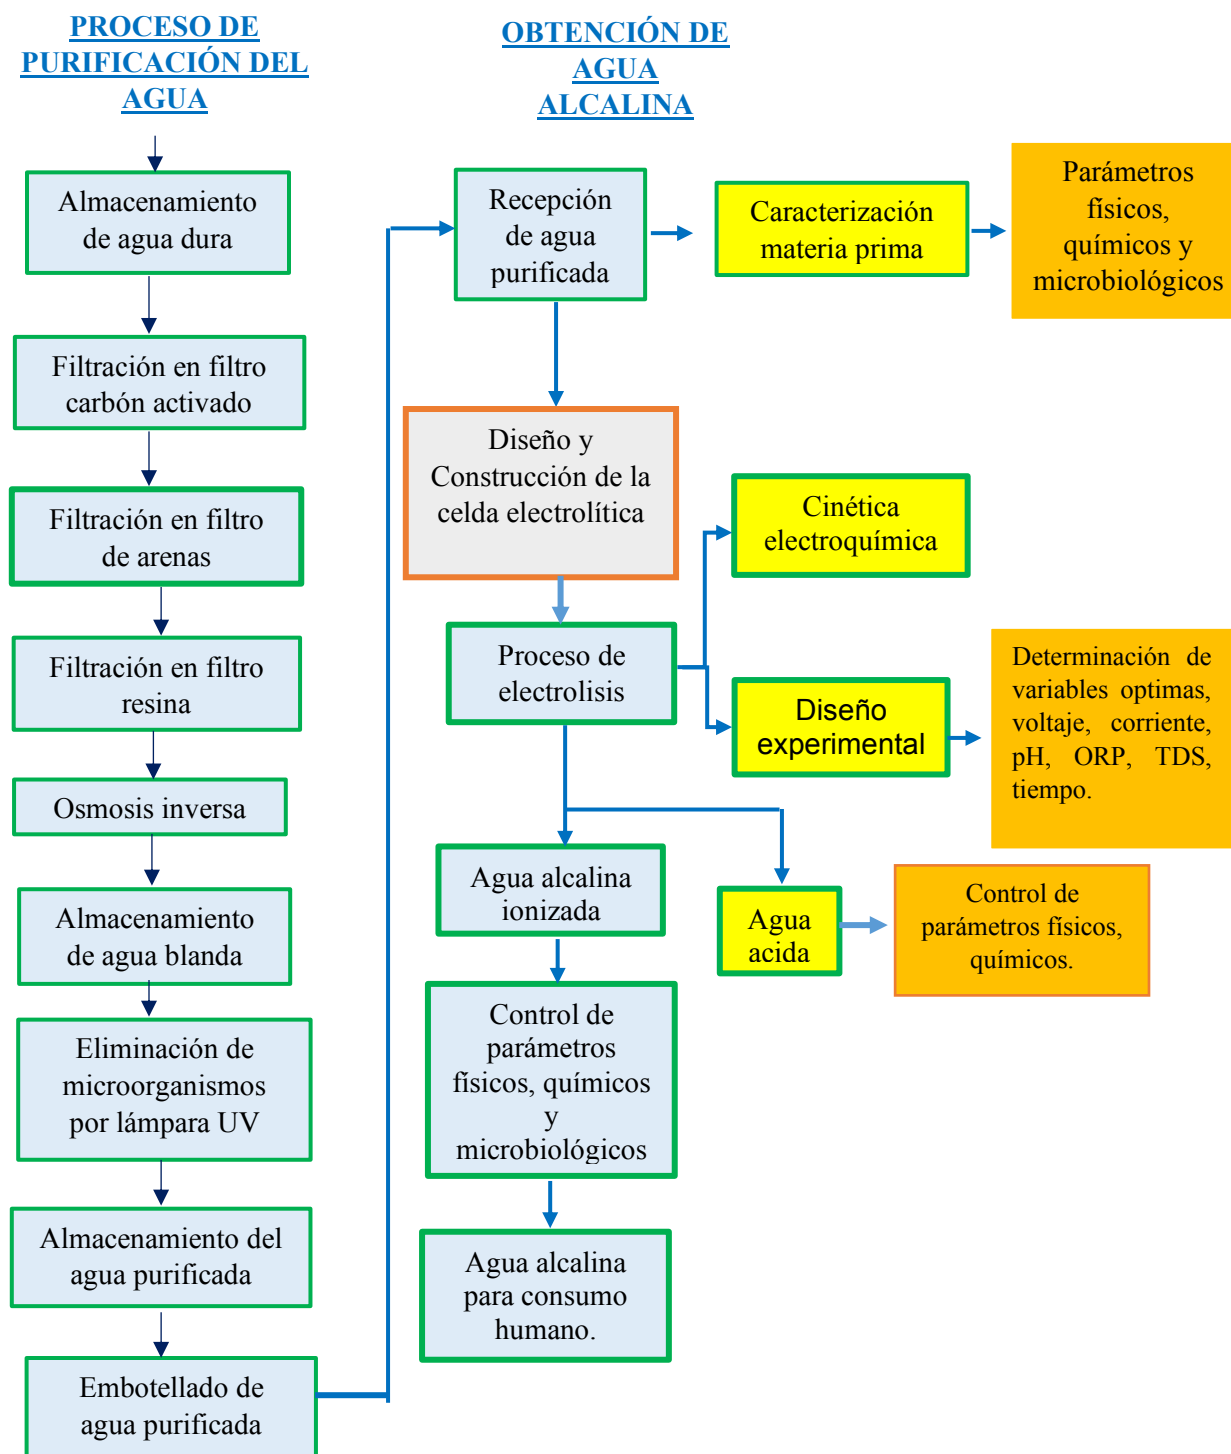 PROCESO DE
PURIFICACIÓN DEL
AGUA
Almacenamiento
de agua dura
Filtración en filtro
carbón activado
Filtración en filtro
de arenas
Filtración en filtro
resina
Osmosis inversa
Almacenamiento
de agua blanda
Eliminación de
microorganismos
por lámpara UV
Almacenamiento del
agua purificada
Embotellado de
agua purificada
OBTENCIÓN DE
AGUA
ALCALINA
Recepción
de agua
purificada
Caracterización
materia prima
Parámetros
físicos,
químicos y
microbiológicos
Diseño y
Construcción de la
celda electrolítica
Cinética
electroquímica
Proceso de
electrolisis
Diseño
experimental
Determinación de
variables optimas,
voltaje, corriente,
pH, ORP, TDS,
tiempo.
Agua alcalina
ionizada
Agua
acida
Control de
parámetros físicos,
químicos.
Control de
parámetros
físicos, químicos
y
microbiológicos
Agua alcalina
para consumo
humano.